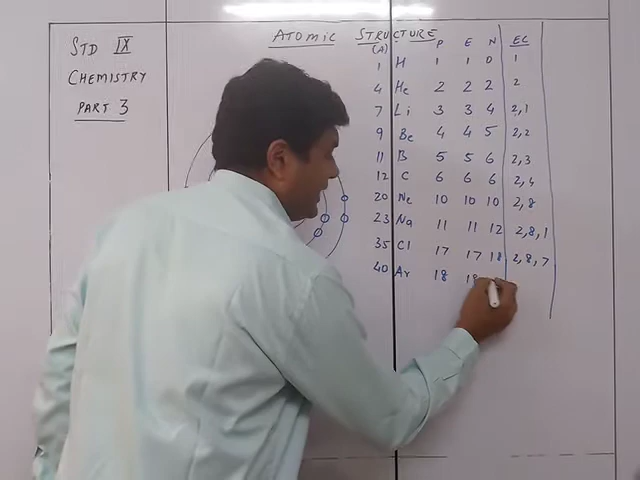 STD IX
CHEMISTRY
PART 3
ATOMIC STRUCTURE
(A) P E N EC
1 H 1 1 0 1
4 He 2 2 2 2
7 Li 3 3 4 2,1
9 Be 4 4 5 2,2
11 B 5 5 6 2,3
12 C 6 6 6 2,4
20 Ne 10 10 10 2,8
23 Na 11 11 12 2,8,1
35 Cl 17 17 18 2,8,7
40 Ar 18 18